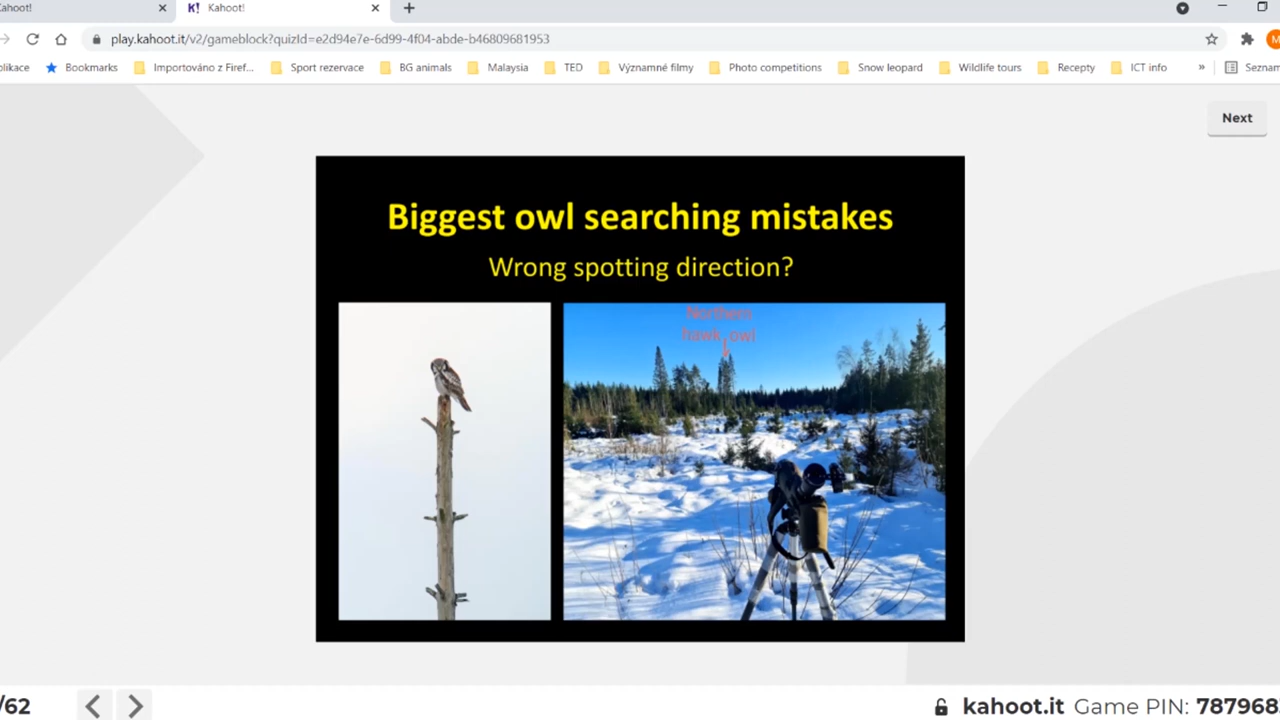 Kahoot!
Kahoot!
play.kahoot.it/v2/gameblock?quizId=e2d94e7e-6d99-4f04-abde-b46809681953
plikace
Bookmarks
Importováno z Firef...
Sport rezervace
BG animals
Malaysia
TED
Významné filmy
Photo competitions
Snow leopard
Wildlife tours
Recepty
ICT info
»
Seznam
M
Next
Biggest owl searching mistakes
Wrong spotting direction?
Northern
hawk owl
/62
kahoot.it Game PIN: 787968